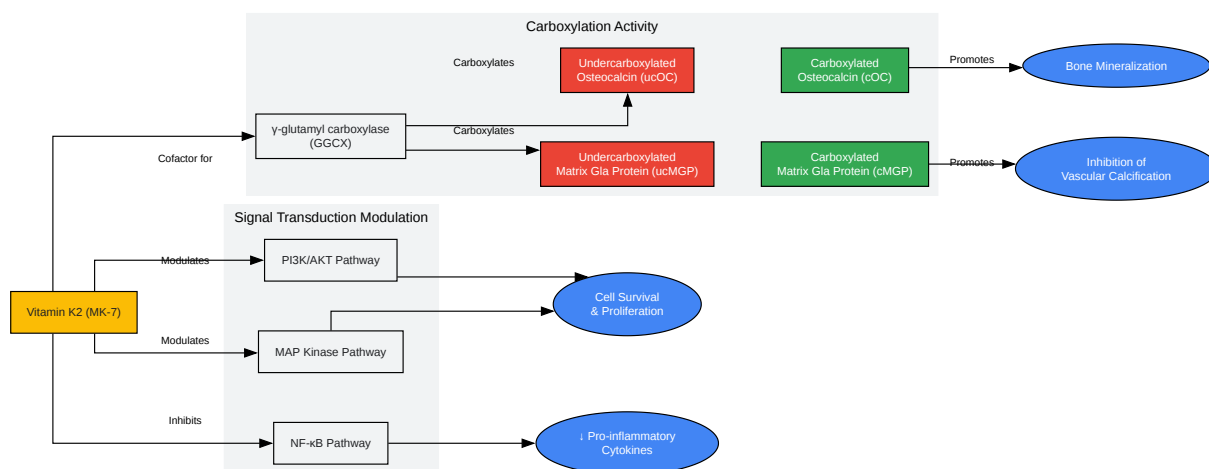 Carboxylation Activity
Carboxylates
Undercarboxylated
Osteocalcin (ucOC)
Carboxylated
Osteocalcin (cOC)
Promotes
Bone Mineralization
γ-glutamyl carboxylase
(GGCX)
Carboxylates
Cofactor for
Undercarboxylated
Matrix Gla Protein (ucMGP)
Carboxylated
Matrix Gla Protein (cMGP)
Promotes
Inhibition of
Vascular Calcification
Signal Transduction Modulation
Modulates
PI3K/AKT Pathway
Cell Survival
& Proliferation
Vitamin K2 (MK-7)
Modulates
MAP Kinase Pathway
Inhibits
NF-κB Pathway
↓ Pro-inflammatory
Cytokines